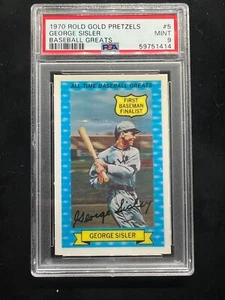 1970 ROLD GOLD PRETZELS #5
GEORGE SISLER MINT
BASEBALL GREATS 9
PSA 59751414
ALL-TIME BASEBALL GREATS
FIRST
BASEMAN
FINALIST
George Sisler
GEORGE SISLER